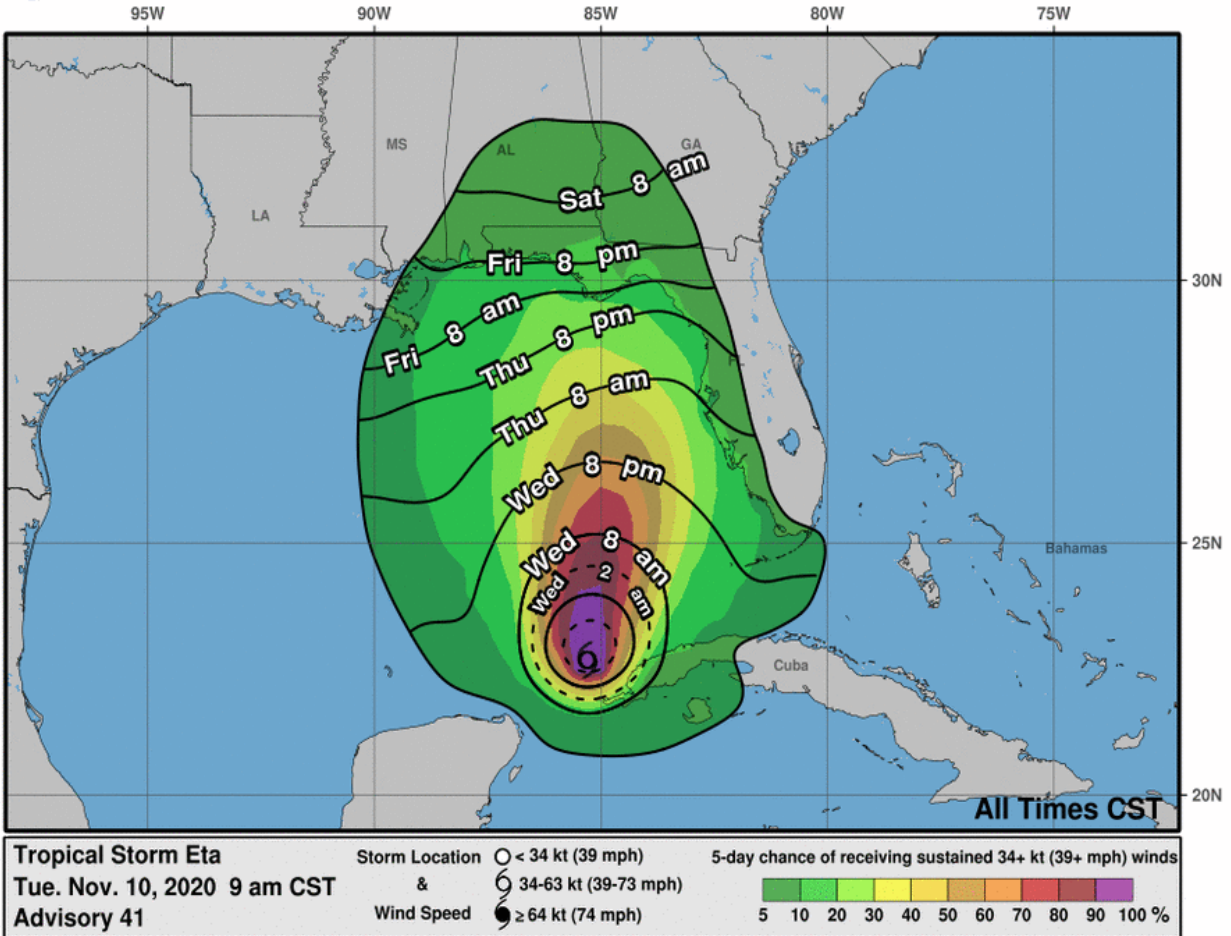 95W 90W 85W 80W 75W
MS
AL
GA
LA
Sat 8 am
Fri 8 pm
30N
Fri 8 am
Thu 8 pm
Thu 8 am
Wed 8 pm
25N
Wed 8 am
Bahamas
Wed 2 am
Cuba
20N
All Times CST
Tropical Storm Eta
Tue. Nov. 10, 2020 9 am CST
Advisory 41
Storm Location
&
Wind Speed
< 34 kt (39 mph)
34-63 kt (39-73 mph)
≥ 64 kt (74 mph)
5-day chance of receiving sustained 34+ kt (39+ mph) winds
5 10 20 30 40 50 60 70 80 90 100 %